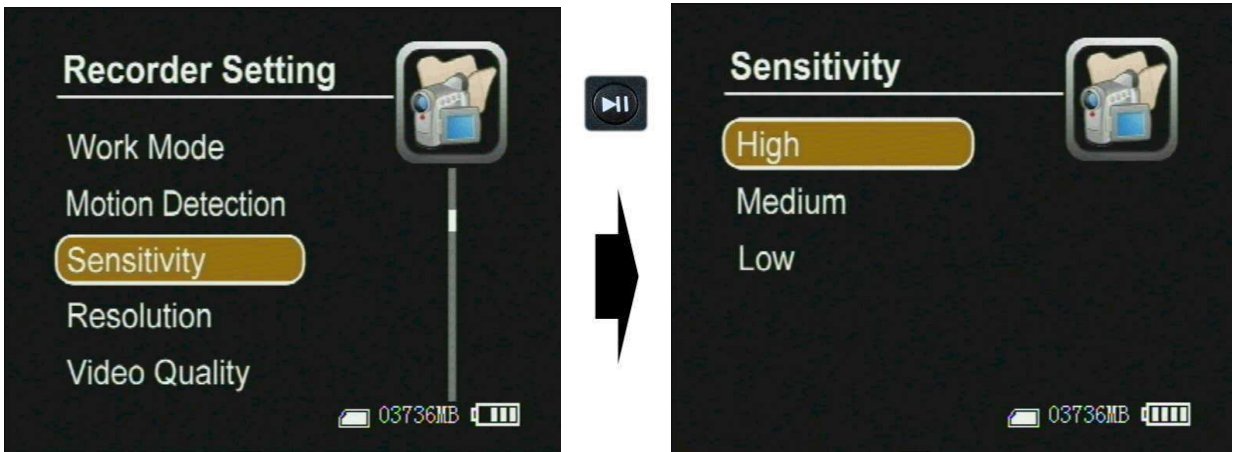 Recorder Setting
Work Mode
Motion Detection
Sensitivity
Resolution
Video Quality
03736MB
Sensitivity
High
Medium
Low
03736MB